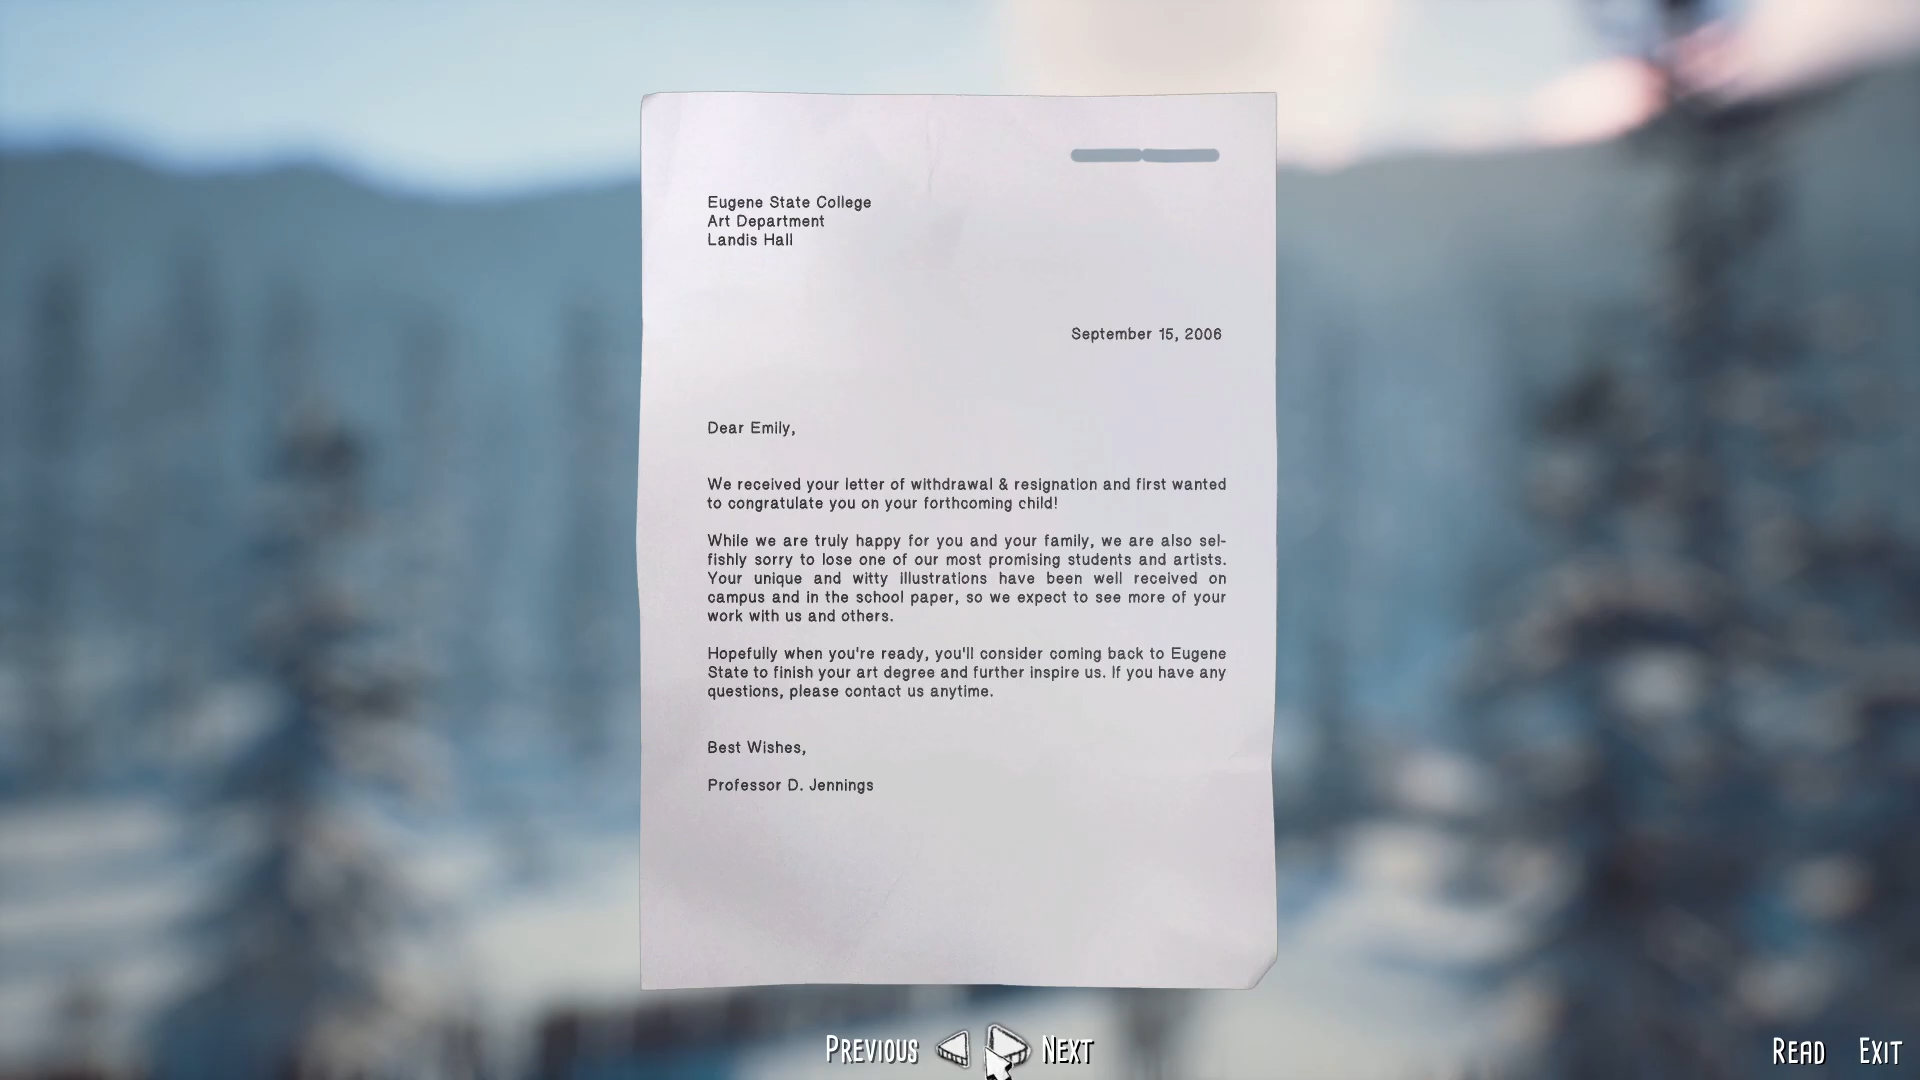 Eugene State College
Art Department
Landis Hall
September 15, 2006
Dear Emily,
We received your letter of withdrawal & resignation and first wanted
to congratulate you on your forthcoming child!
While we are truly happy for you and your family, we are also sel-
fishly sorry to lose one of our most promising students and artists.
Your unique and witty illustrations have been well received on
campus and in the school paper, so we expect to see more of your
work with us and others.
Hopefully when you're ready, you'll consider coming back to Eugene
State to finish your art degree and further inspire us. If you have any
questions, please contact us anytime.
Best Wishes,
Professor D. Jennings
PREVIOUS NEXT
READ EXIT